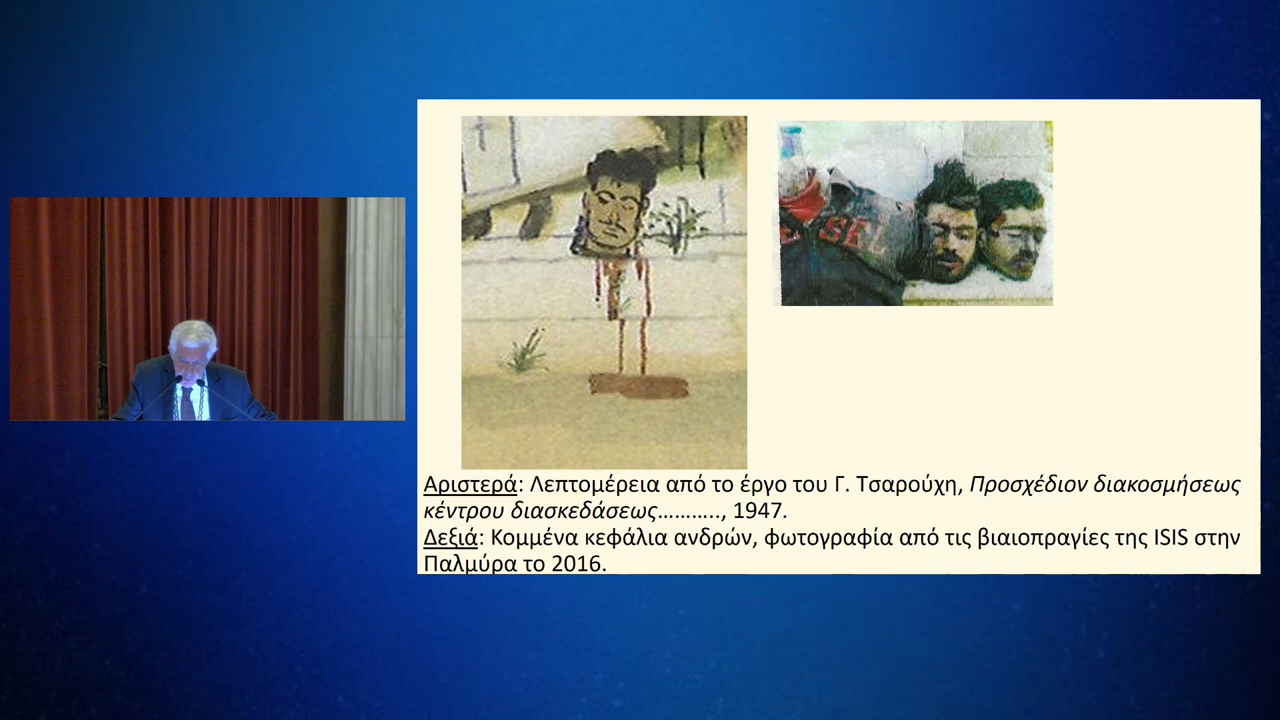 BEL
Αριστερά: Λεπτομέρεια από το έργο του Γ. Τσαρούχη, Προσχέδιον διακοσμήσεως
κέντρου διασκεδάσεως……….., 1947.
Δεξιά: Κομμένα κεφάλια ανδρών, φωτογραφία από τις βιαιοπραγίες της ISIS στην
Παλμύρα το 2016.